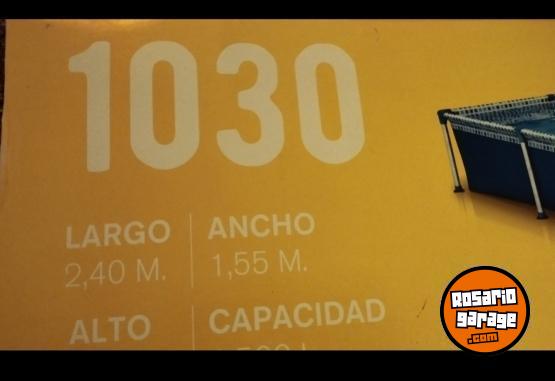 1030
LARGO
ANCHO
2,40 M.
1,55 M.
ALTO
CAPACIDAD
Rosario
garage
.com